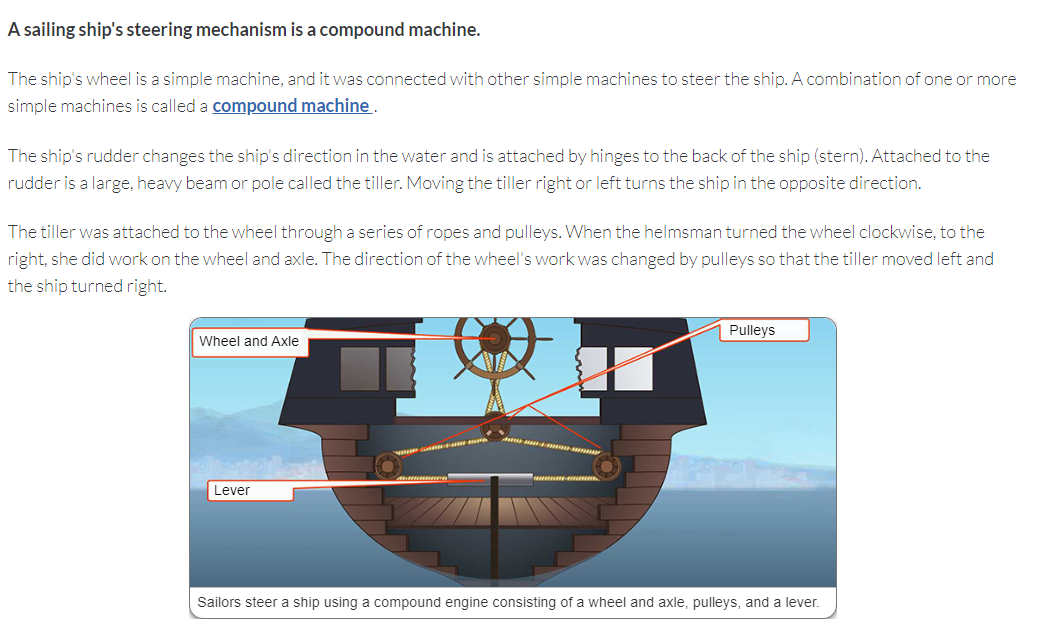 A sailing ship's steering mechanism is a compound machine.
The ship's wheel is a simple machine, and it was connected with other simple machines to steer the ship. A combination of one or more
simple machines is called a compound machine .
The ship's rudder changes the ship's direction in the water and is attached by hinges to the back of the ship (stern). Attached to the
rudder is a large, heavy beam or pole called the tiller. Moving the tiller right or left turns the ship in the opposite direction.
The tiller was attached to the wheel through a series of ropes and pulleys. When the helmsman turned the wheel clockwise, to the
right, she did work on the wheel and axle. The direction of the wheel's work was changed by pulleys so that the tiller moved left and
the ship turned right.
Pulleys
Wheel and Axle
Lever
Sailors steer a ship using a compound engine consisting of a wheel and axle, pulleys, and a lever.